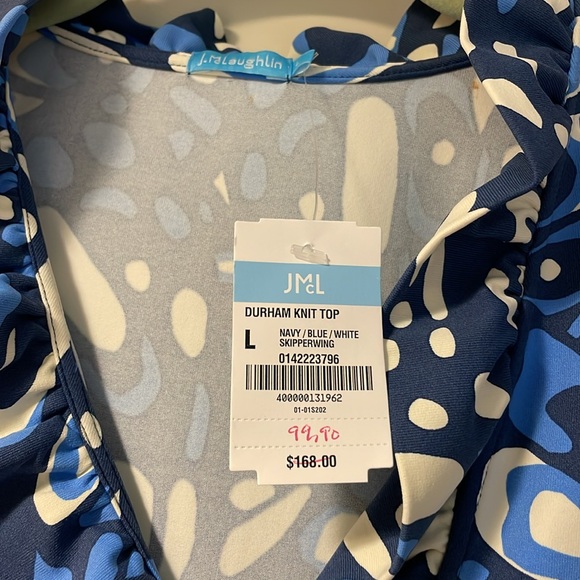 j.mclaughlin
JMCL
DURHAM KNIT TOP
L
NAVY/BLUE/WHITE
SKIPPERWING
0142223796
400000131962
01-01S202
99.90
$168.00